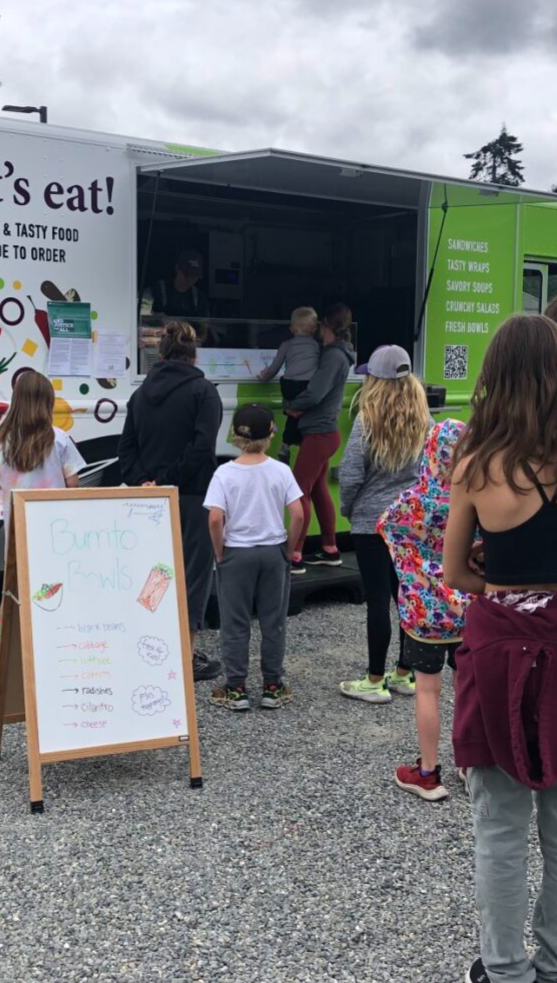 's eat!
& TASTY FOOD
DE TO ORDER
SANDWICHES
TASTY WRAPS
SAVORY SOUPS
CRUNCHY SALADS
FRESH BOWLS
Burrito
Bowls
→ black beans
→ cabbage
→ lettuce
→ carrots
→ radishes
→ cilantro
→ cheese